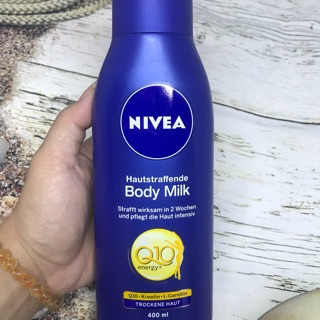 NIVEA
Hautstraffende
Body Milk
Strafft wirksam in 2 Wochen
und pflegt die Haut intensiv
Q10
energy+
Q10 • Kreatin • L-Carnitin
TROCKENE HAUT
400 ml